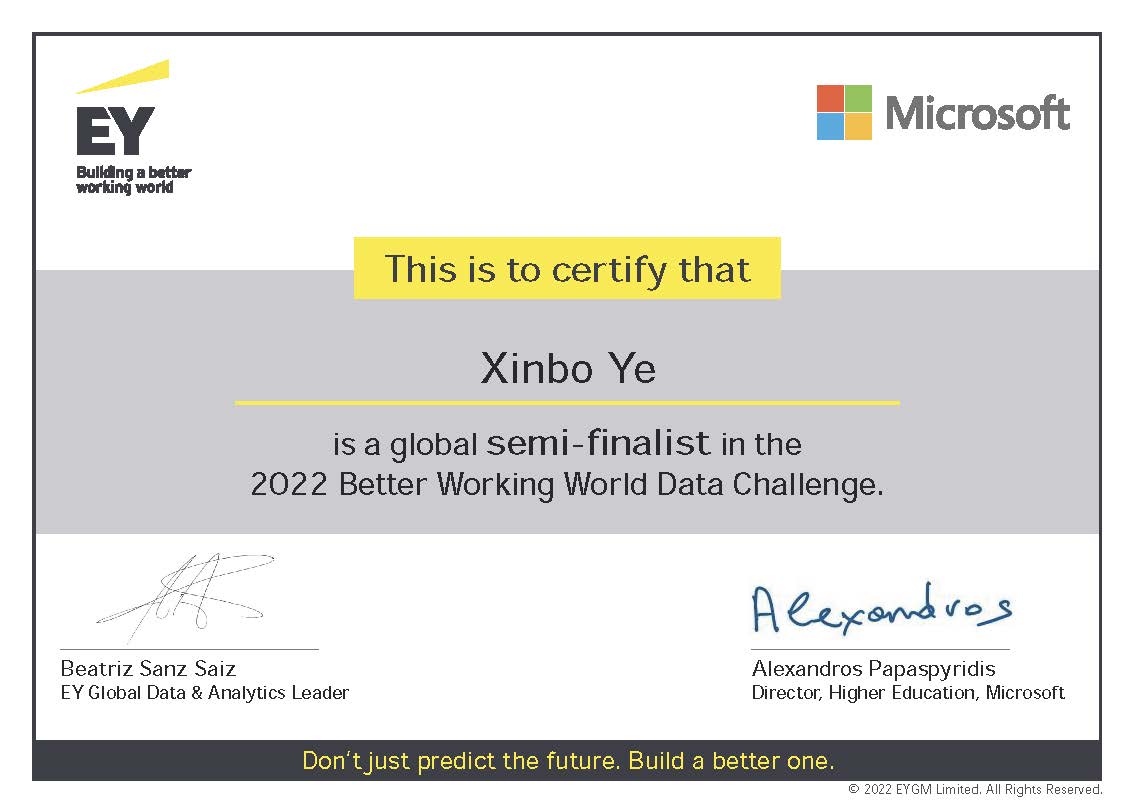 EY
Building a better
working world
Microsoft
This is to certify that
Xinbo Ye
is a global semi-finalist in the
2022 Better Working World Data Challenge.
Alexandros
Beatriz Sanz Saiz
EY Global Data & Analytics Leader
Alexandros Papaspyridis
Director, Higher Education, Microsoft
Don't just predict the future. Build a better one.
© 2022 EYGM Limited. All Rights Reserved.